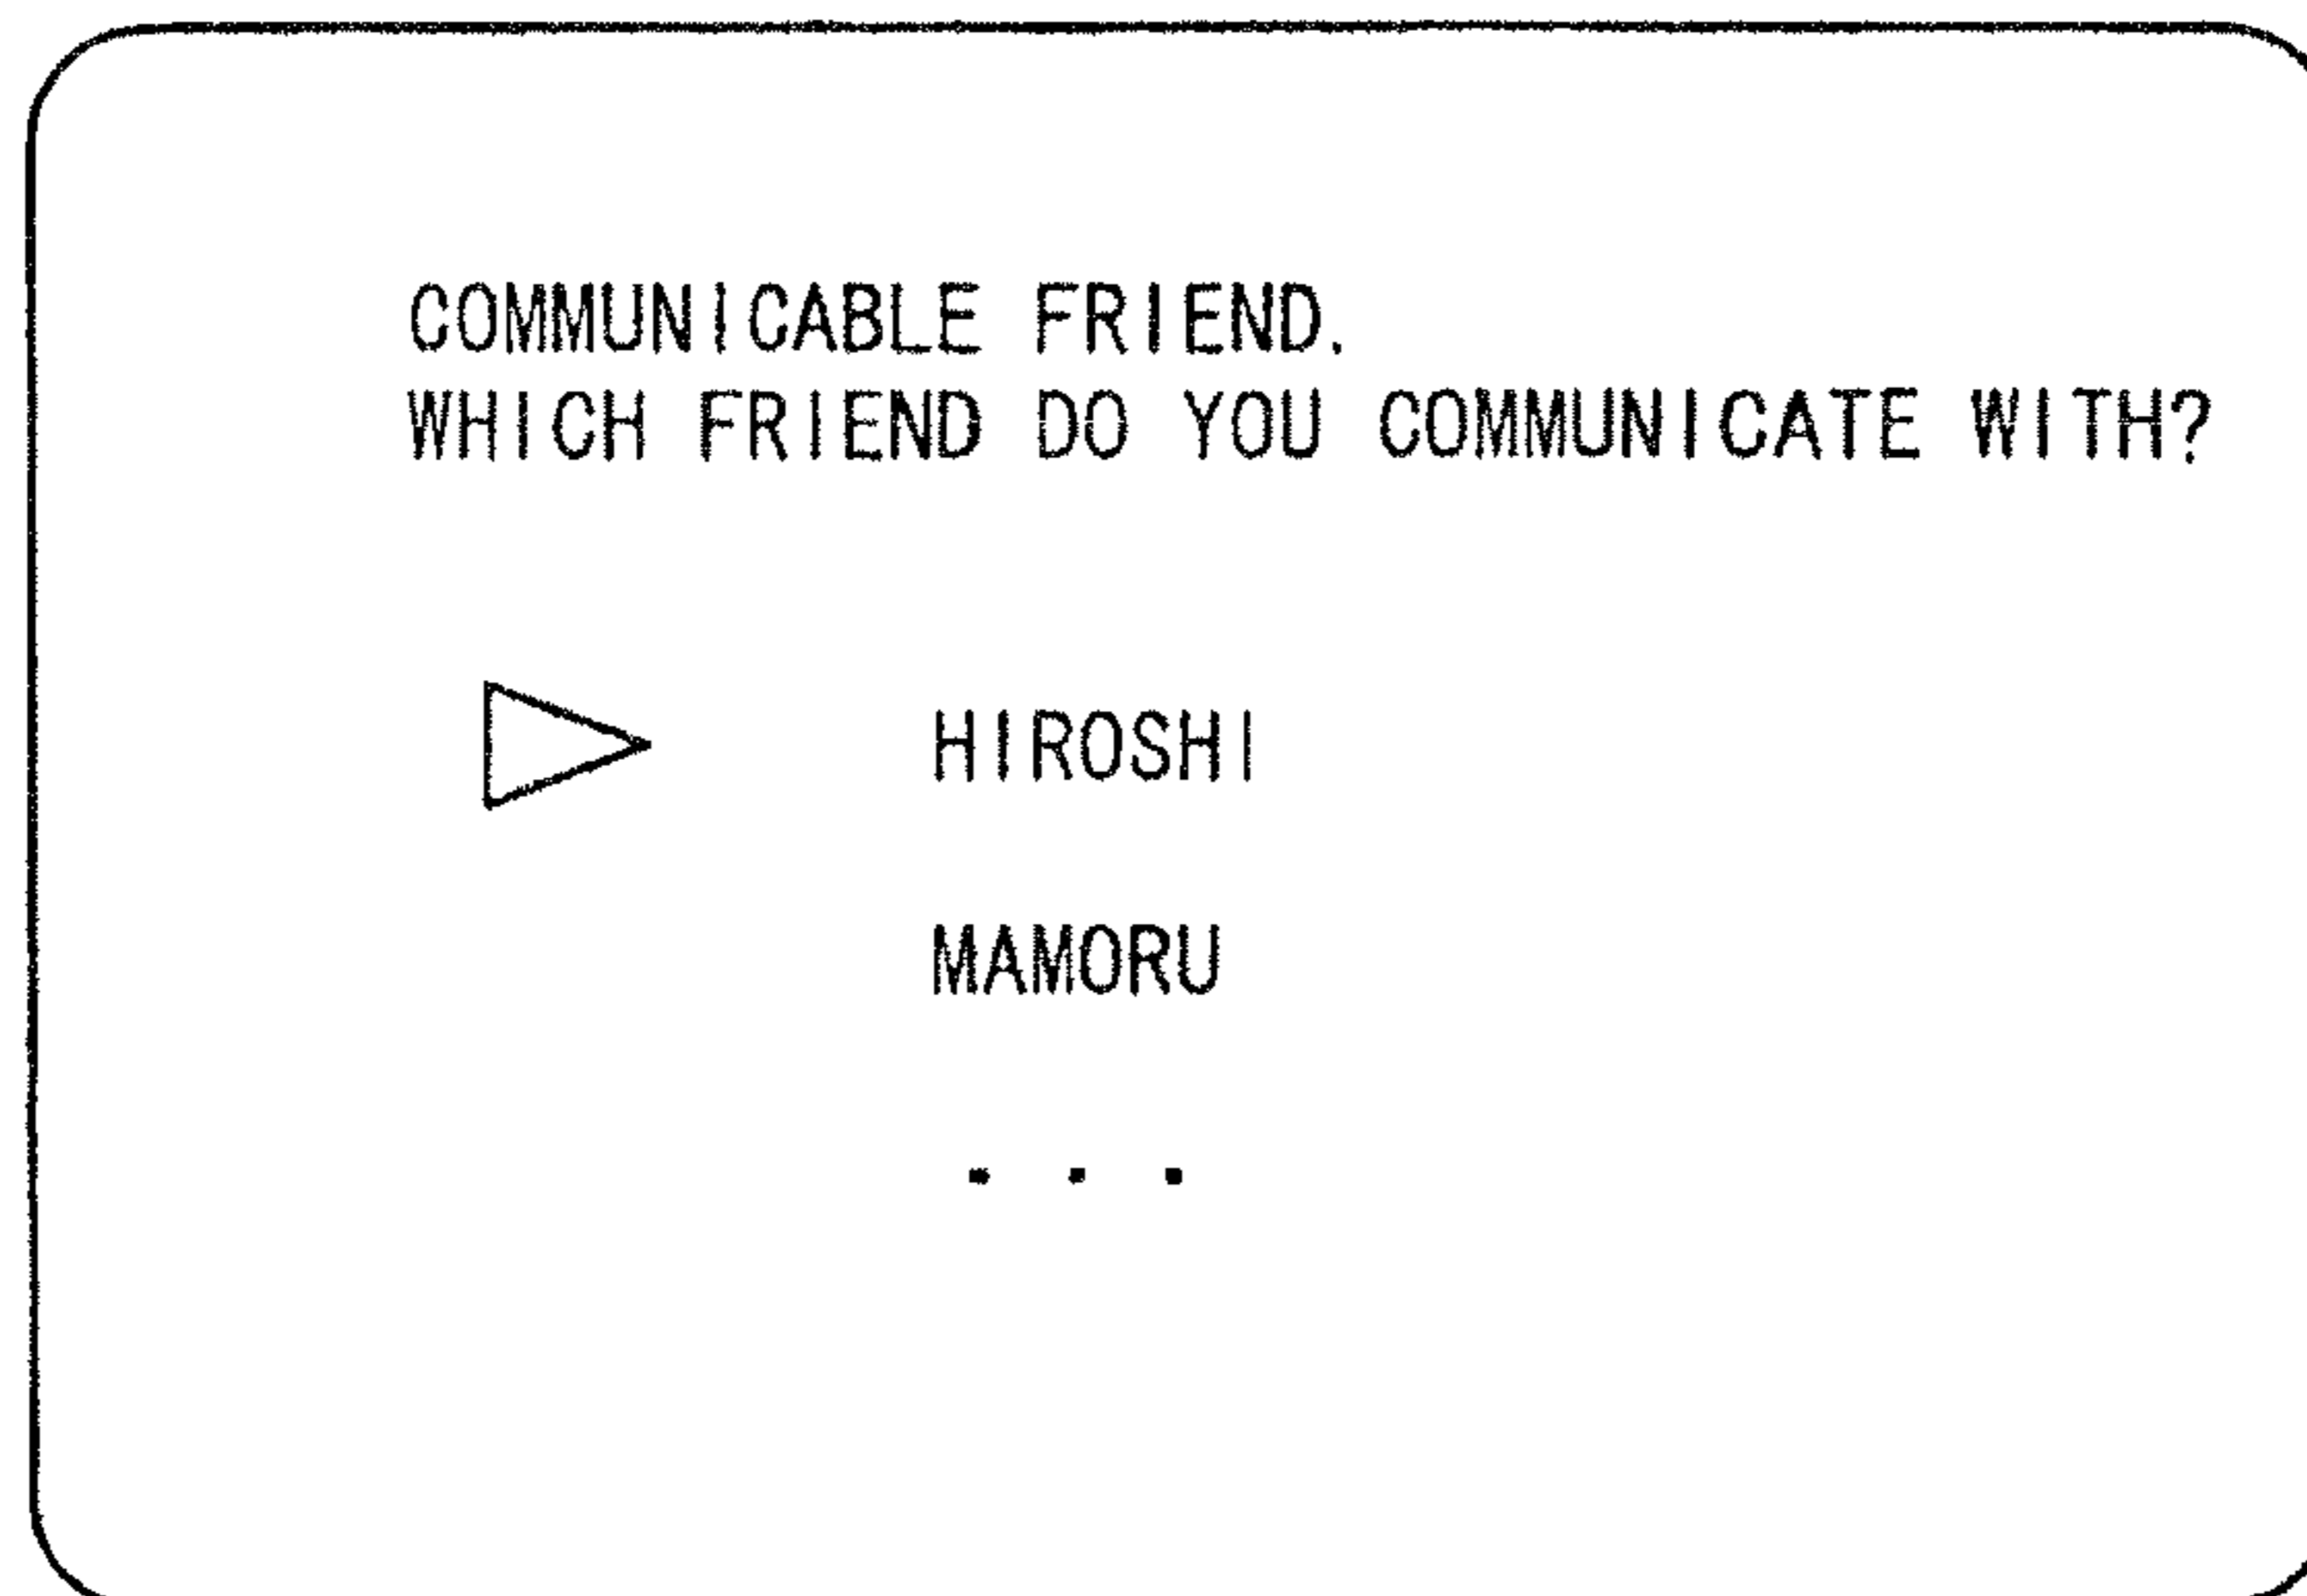 COMMUNICABLE FRIEND.
WHICH FRIEND DO YOU COMMUNICATE WITH?
HIROSHI
MAMORU
...